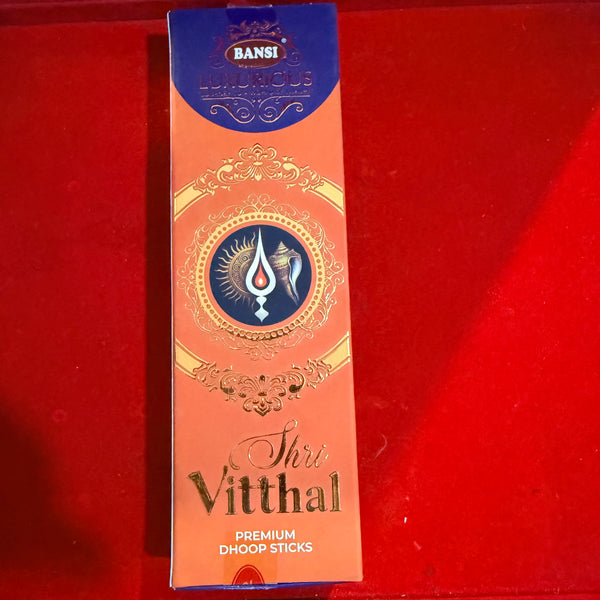 BANSI®
LUXURIOUS
Shri
Vitthal
PREMIUM
DHOOP STICKS